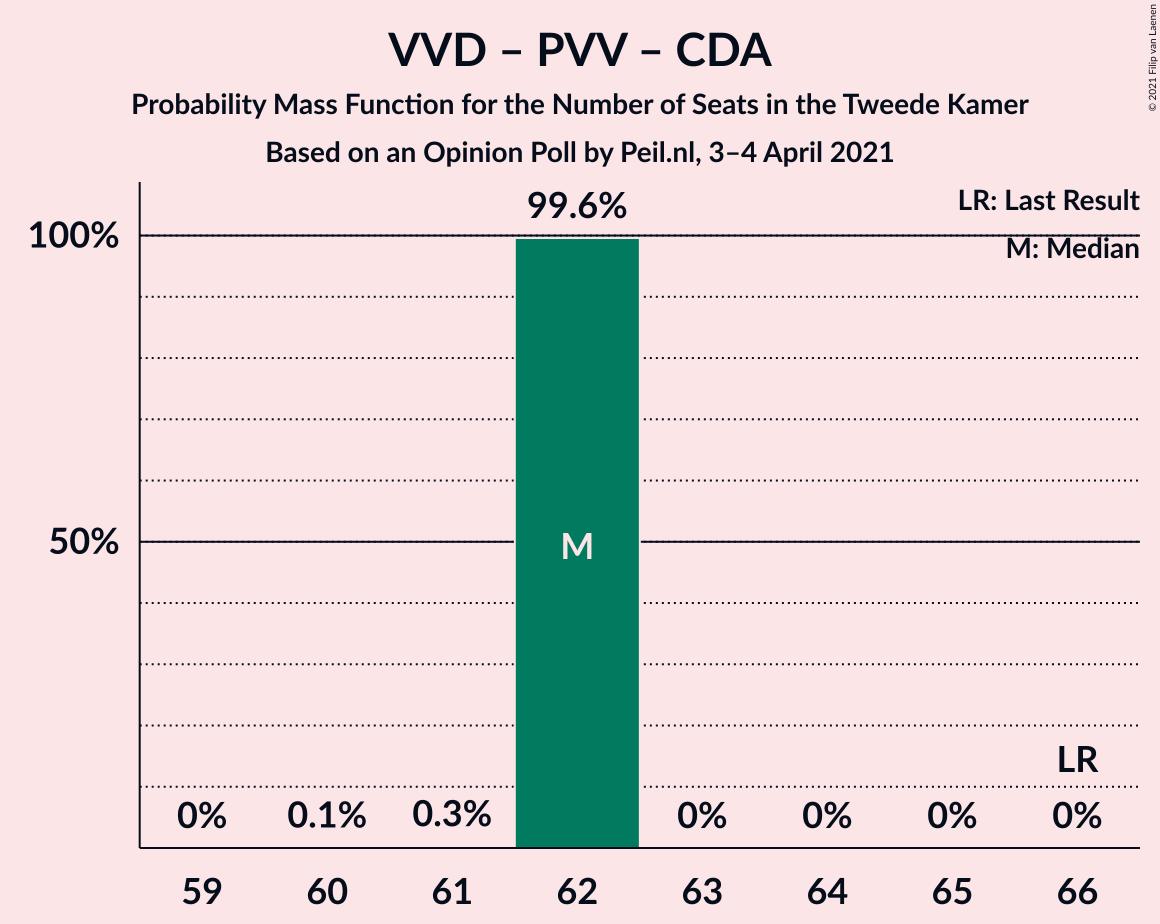 VVD – PVV – CDA
Probability Mass Function for the Number of Seats in the Tweede Kamer
Based on an Opinion Poll by Peil.nl, 3–4 April 2021
© 2021 Filip van Laenen
LR: Last Result
M: Median
99.6%
100%
50%
M
LR
0% 0.1% 0.3% 0% 0% 0% 0%
59 60 61 62 63 64 65 66